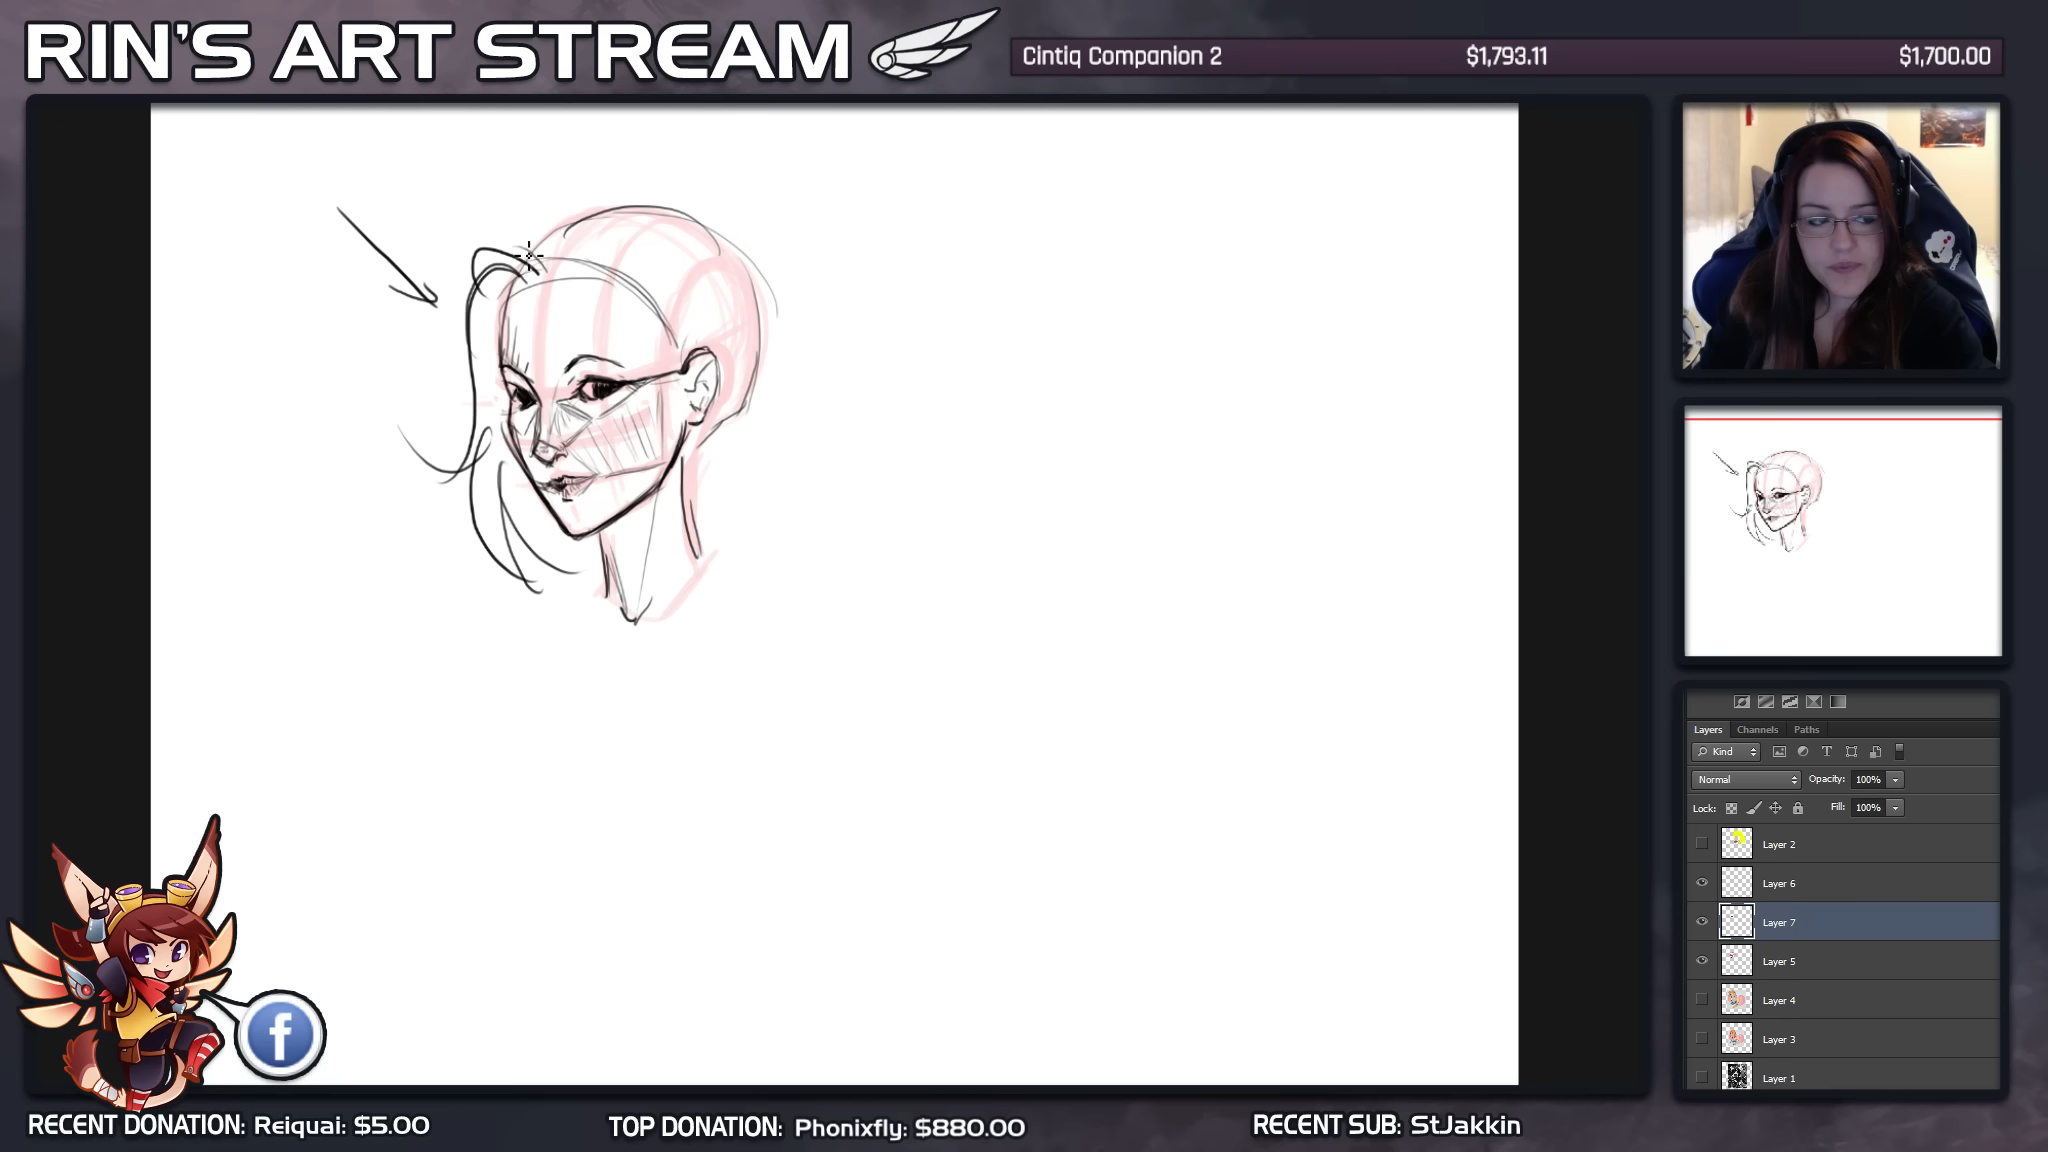 RIN'S ART STREAM
Cintiq Companion 2 $1,793.11 $1,700.00
Layers Channels Paths
Kind
Normal Opacity: 100%
Lock: Fill: 100%
Layer 2
Layer 6
Layer 7
Layer 5
Layer 4
Layer 3
Layer 1
f
RECENT DONATION: Reiquai: $5.00 TOP DONATION: Phonixfly: $880.00 RECENT SUB: StJakkin